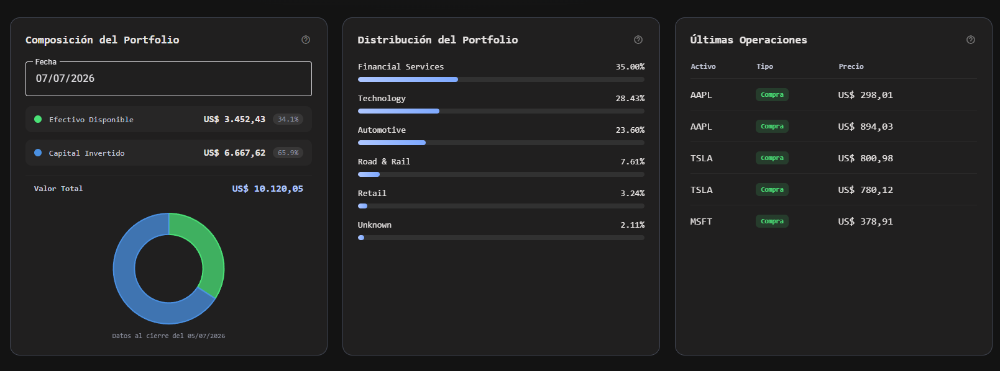 Composición del Portfolio
Fecha
07/07/2026
Efectivo Disponible US$ 3.452,43 34.1%
Capital Invertido US$ 6.667,62 65.9%
Valor Total US$ 10.120,05
Datos al cierre del 05/07/2026
Distribución del Portfolio
Financial Services 35.00%
Technology 28.43%
Automotive 23.60%
Road & Rail 7.61%
Retail 3.24%
Unknown 2.11%
Últimas Operaciones
Activo Tipo Precio
AAPL Compra US$ 298,01
AAPL Compra US$ 894,03
TSLA Compra US$ 800,98
TSLA Compra US$ 780,12
MSFT Compra US$ 378,91